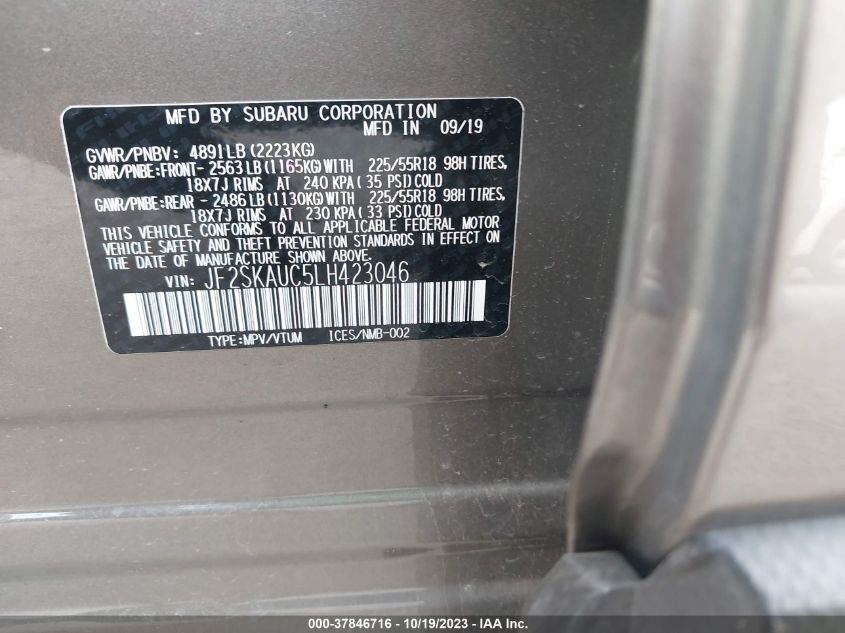 MFD BY SUBARU CORPORATION
MFD IN 09/19
GVWR/PNBV: 4891LB(2223KG)
GAWR/PNBE:FRONT- 2563LB(1165KG)WITH 225/55R18 98H TIRES,
18X7J RIMS AT 240 KPA( 35 PSI)COLD
GAWR/PNBE:REAR - 2486LB(1130KG)WITH 225/55R18 98H TIRES,
18X7J RIMS AT 230 KPA( 33 PSI)COLD
THIS VEHICLE CONFORMS TO ALL APPLICABLE FEDERAL MOTOR
VEHICLE SAFETY AND THEFT PREVENTION STANDARDS IN EFFECT ON
THE DATE OF MANUFACTURE SHOWN ABOVE.
VIN: JF2SKAUC5LH423046
TYPE:MPV/VTUM ICES/NMB-002
000-37846716 - 10/19/2023 - IAA Inc.